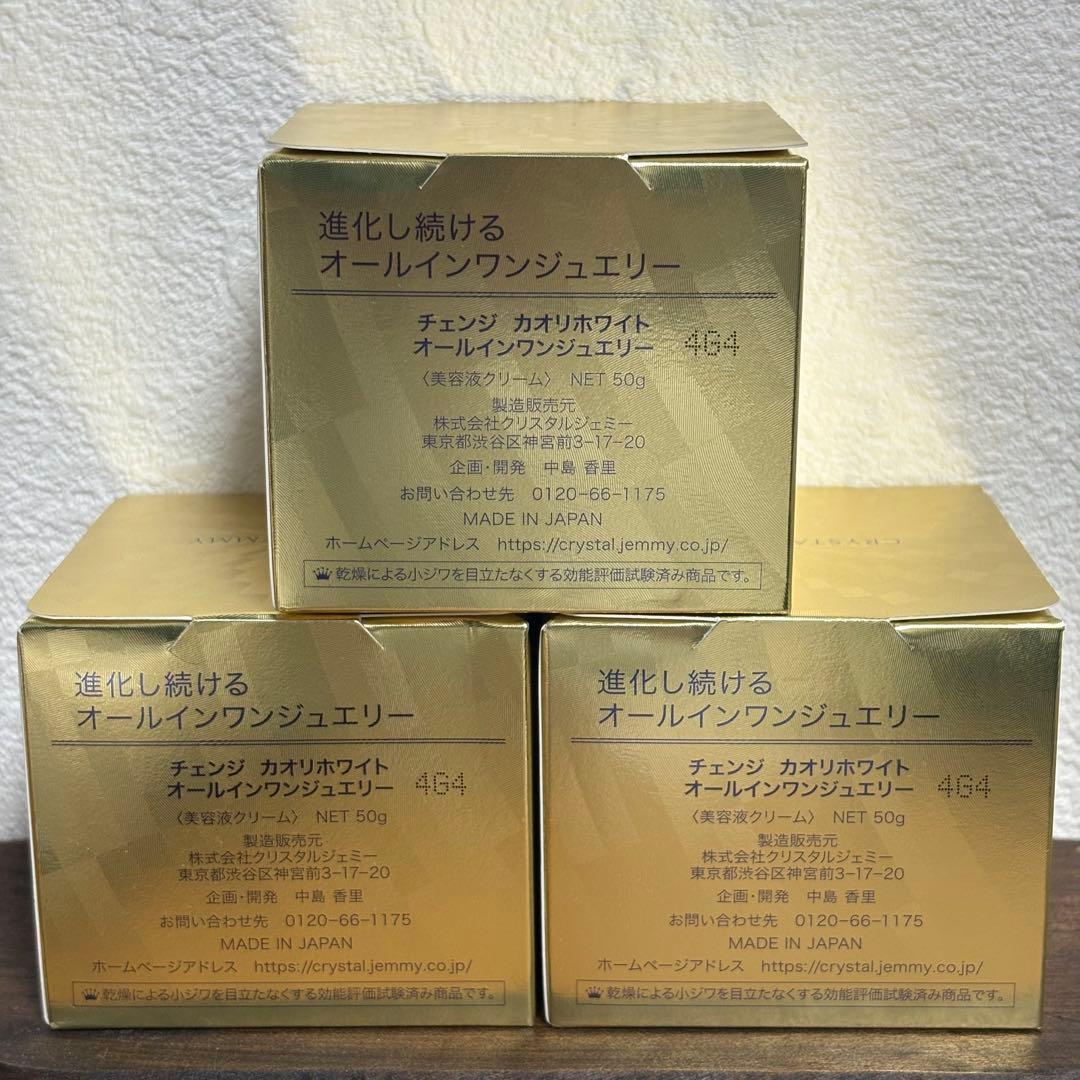 進化し続ける
オールインワンジュエリー
チェンジ カオリホワイト
オールインワンジュエリー 4G4
〈美容液クリーム〉 NET 50g
製造販売元
株式会社クリスタルジェミー
東京都渋谷区神宮前3-17-20
企画・開発 中島 香里
お問い合わせ先 0120-66-1175
MADE IN JAPAN
ホームページアドレス https://crystal.jemmy.co.jp/
乾燥による小ジワを目立たなくする効能評価試験済み商品です。
CRYSTA
進化し続ける
オールインワンジュエリー
チェンジ カオリホワイト
オールインワンジュエリー 4G4
〈美容液クリーム〉 NET 50g
製造販売元
株式会社クリスタルジェミー
東京都渋谷区神宮前3-17-20
企画・開発 中島 香里
お問い合わせ先 0120-66-1175
MADE IN JAPAN
ホームページアドレス https://crystal.jemmy.co.jp/
乾燥による小ジワを目立たなくする効能評価試験済み商品です。
進化し続ける
オールインワンジュエリー
チェンジ カオリホワイト
オールインワンジュエリー 4G4
〈美容液クリーム〉 NET 50g
製造販売元
株式会社クリスタルジェミー
東京都渋谷区神宮前3-17-20
企画・開発 中島 香里
お問い合わせ先 0120-66-1175
MADE IN JAPAN
ホームページアドレス https://crystal.jemmy.co.jp/
乾燥による小ジワを目立たなくする効能評価試験済み商品です。